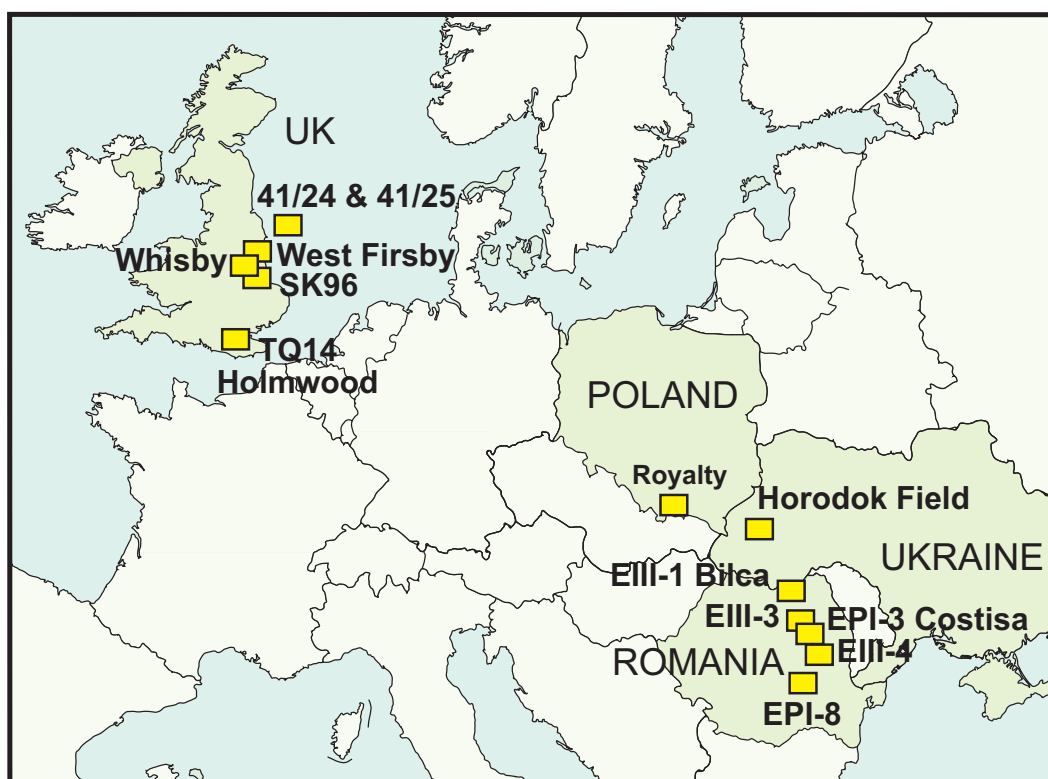 UK
41/24 & 41/25
West Firsby
Whisby
SK96
TQ14
Holmwood
POLAND
Royalty
Horodok Field
UKRAINE
EIII-1 Bilca
EIII-3
EPI-3 Costisa
EIII-4
ROMANIA
EPI-8